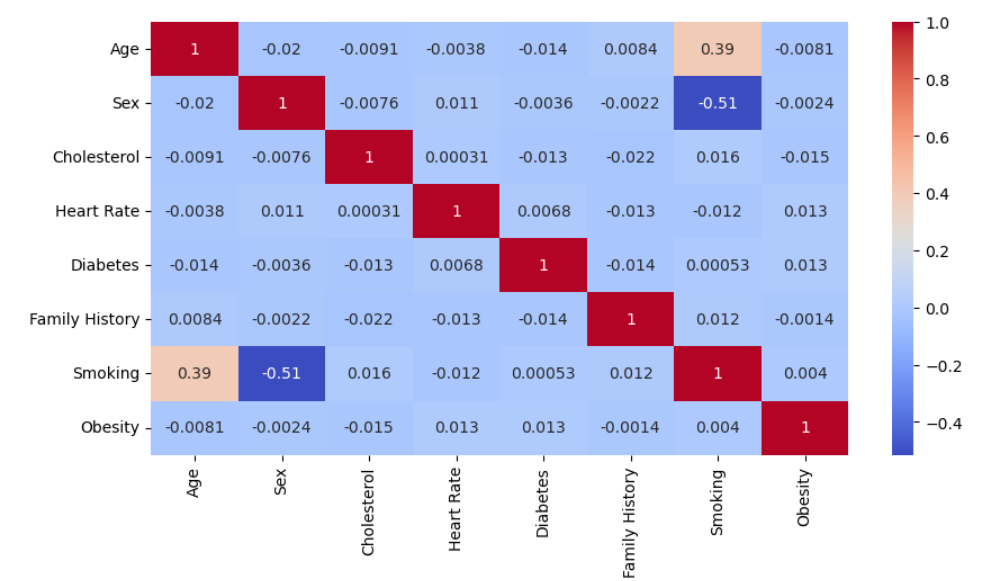 1.0
Age 1 -0.02 -0.0091 -0.0038 -0.014 0.0084 0.39 -0.0081
0.8
Sex -0.02 1 -0.0076 0.011 -0.0036 -0.0022 -0.51 -0.0024
0.6
Cholesterol -0.0091 -0.0076 1 0.00031 -0.013 -0.022 0.016 -0.015
0.4
Heart Rate -0.0038 0.011 0.00031 1 0.0068 -0.013 -0.012 0.013
0.2
Diabetes -0.014 -0.0036 -0.013 0.0068 1 -0.014 0.00053 0.013
0.0
Family History 0.0084 -0.0022 -0.022 -0.013 -0.014 1 0.012 -0.0014
−0.2
Smoking 0.39 -0.51 0.016 -0.012 0.00053 0.012 1 0.004
−0.4
Obesity -0.0081 -0.0024 -0.015 0.013 0.013 -0.0014 0.004 1
Age
Sex
Cholesterol
Heart Rate
Diabetes
Family History
Smoking
Obesity